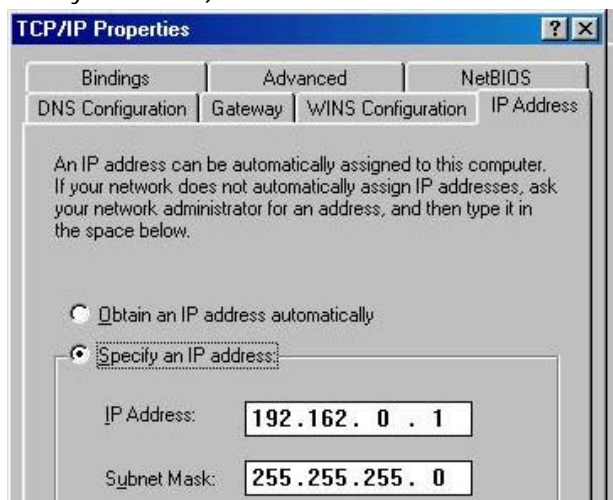 TCP/IP Properties ? ×
Bindings Advanced NetBIOS
DNS Configuration Gateway WINS Configuration IP Address
An IP address can be automatically assigned to this computer.
If your network does not automatically assign IP addresses, ask
your network administrator for an address, and then type it in
the space below.
Obtain an IP address automatically
Specify an IP address:
IP Address: 192.162. 0 . 1
Subnet Mask: 255.255.255. 0